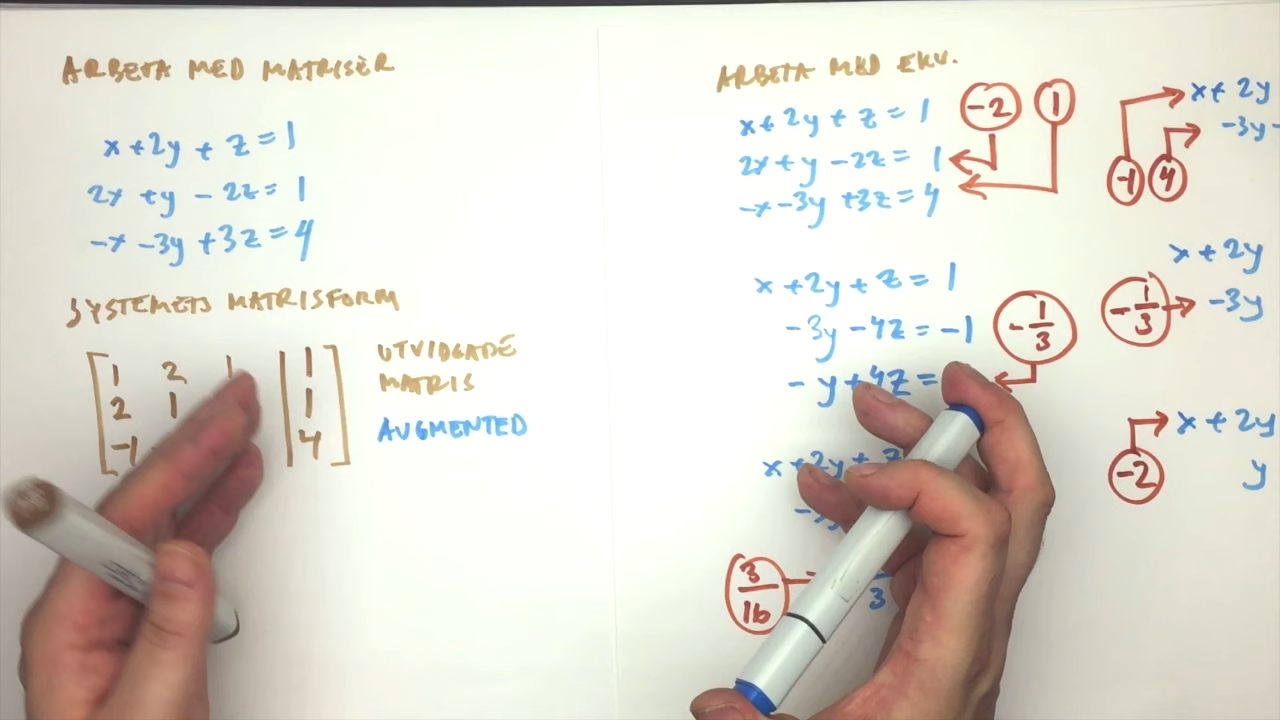 ARBETA MED MATRISER
x+2y+z=1
2x+y-2z=1
-x-3y+3z=4
SYSTEMETS MATRISFORM
1 2 1 | 1
2 1 | 1
-1 | 4
UTVIDGADE
MATRIS
AUGMENTED
ARBETA MED EKV.
x+2y+z=1
2x+y-2z=1
-x-3y+3z=4
-2 1
x+2y+z=1
-3y-4z=-1
-y+4z=
-1/3
x+2y+z
3/16
3
x+2y
-3y-
-1 4
x+2y
-3y
-1/3
x+2y
y
-2